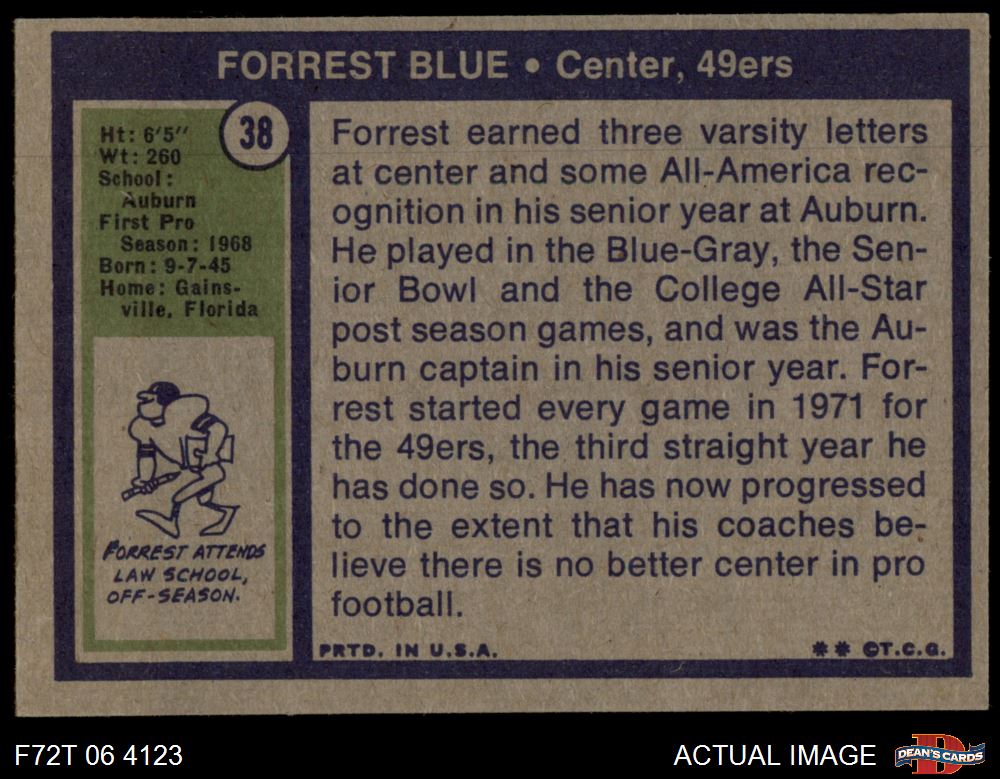 FORREST BLUE • Center, 49ers
38
Ht: 6'5"
Wt: 260
School:
Auburn
First Pro
Season: 1968
Born: 9-7-45
Home: Gains-
ville, Florida
FORREST ATTENDS
LAW SCHOOL,
OFF-SEASON.
Forrest earned three varsity letters
at center and some All-America rec-
ognition in his senior year at Auburn.
He played in the Blue-Gray, the Sen-
ior Bowl and the College All-Star
post season games, and was the Au-
burn captain in his senior year. For-
rest started every game in 1971 for
the 49ers, the third straight year he
has done so. He has now progressed
to the extent that his coaches be-
lieve there is no better center in pro
football.
PRTD. IN U.S.A.
** ©T.C.G.
F72T 06 4123
ACTUAL IMAGE
DEAN'S CARDS